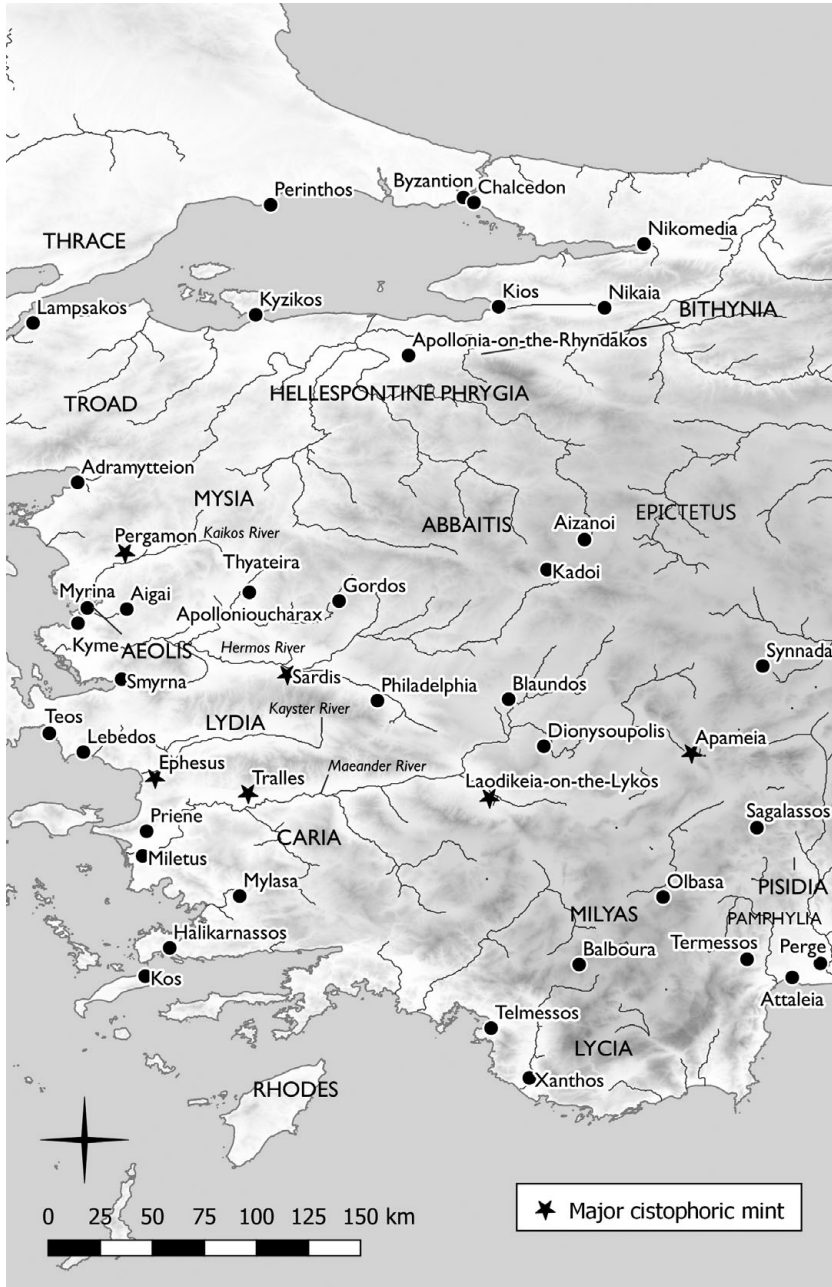 Byzantion
Chalcedon
Perinthos
THRACE
Nikomedia
Lampsakos
Kyzikos
Kios
Nikaia
BITHYNIA
Apollonia-on-the-Rhyndakos
TROAD
HELLESPONTINE PHRYGIA
Adramytteion
MYSIA
ABBAITIS
EPICTETUS
Aizanoi
Pergamon
Kaikos River
Thyateira
Kadoi
Gordos
Myrina
Aigai
Apollonioucharax
Kyme
AEOLIS
Hermos River
Synnada
Smyrna
Sardis
Philadelphia
Blaundos
Kayster River
Teos
LYDIA
Lebedos
Dionysoupolis
Apameia
Ephesus
Tralles
Maeander River
Laodikeia-on-the-Lykos
Sagalassos
Priene
CARIA
Miletus
Mylasa
Olbasa
PISIDIA
MILYAS
PAMPHYLIA
Halikarnassos
Balboura
Termessos
Perge
Kos
Attaleia
Telmessos
LYCIA
Xanthos
RHODES
0 25 50 75 100 125 150 km
Major cistophoric mint